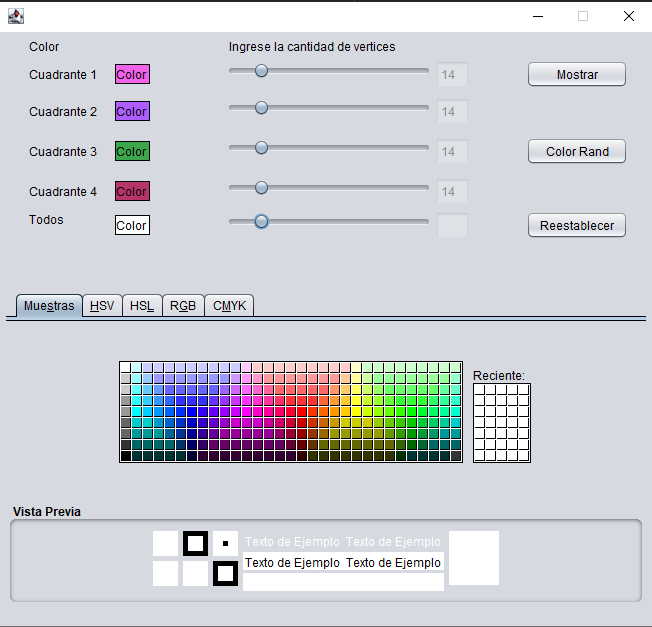 Color Ingrese la cantidad de vertices
Cuadrante 1 Color 14 Mostrar
Cuadrante 2 Color 14
Cuadrante 3 Color 14 Color Rand
Cuadrante 4 Color 14
Todos Color Reestablecer
Muestras HSV HSL RGB CMYK
Reciente:
Vista Previa
Texto de Ejemplo Texto de Ejemplo
Texto de Ejemplo Texto de Ejemplo